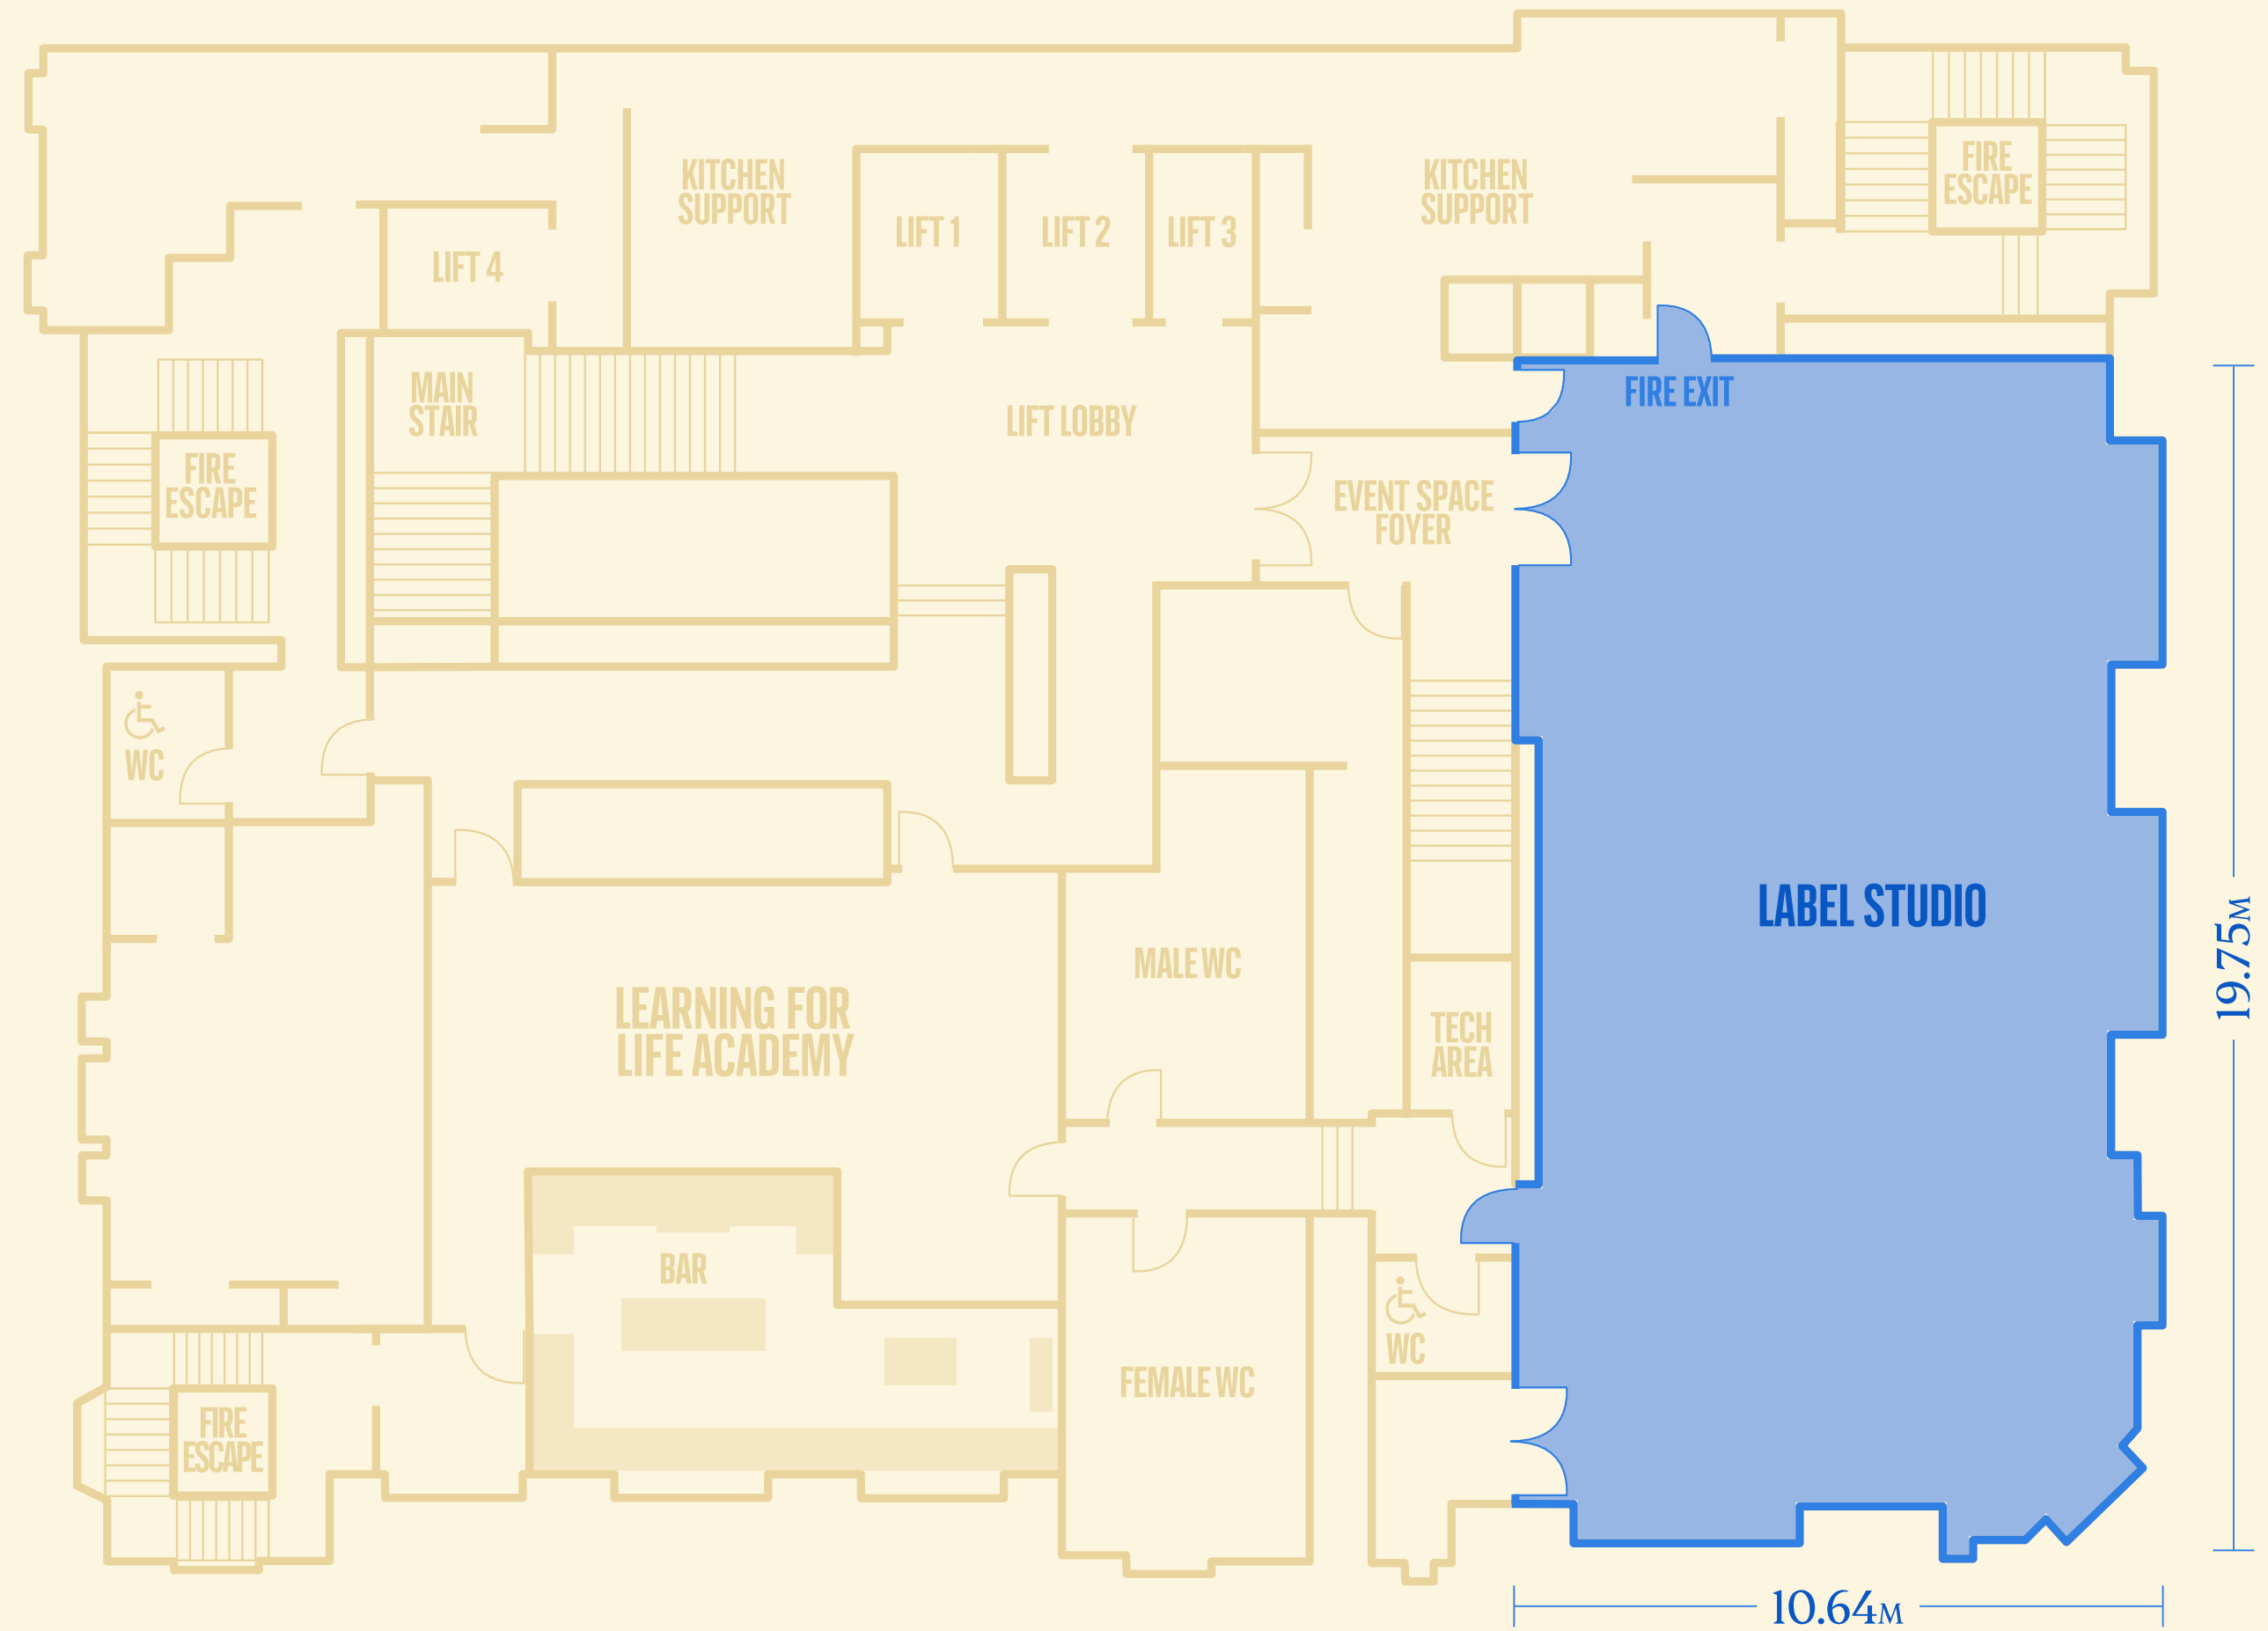 KITCHEN
SUPPORT
KITCHEN
SUPPORT
FIRE
ESCAPE
LIFT 1
LIFT 2
LIFT 3
LIFT 4
MAIN
STAIR
FIRE EXIT
LIFT LOBBY
FIRE
ESCAPE
EVENT SPACE
FOYER
WC
LABEL STUDIO
19.75M
MALE WC
LEARNING FOR
LIFE ACADEMY
TECH
AREA
BAR
WC
FEMALE WC
FIRE
ESCAPE
10.64M